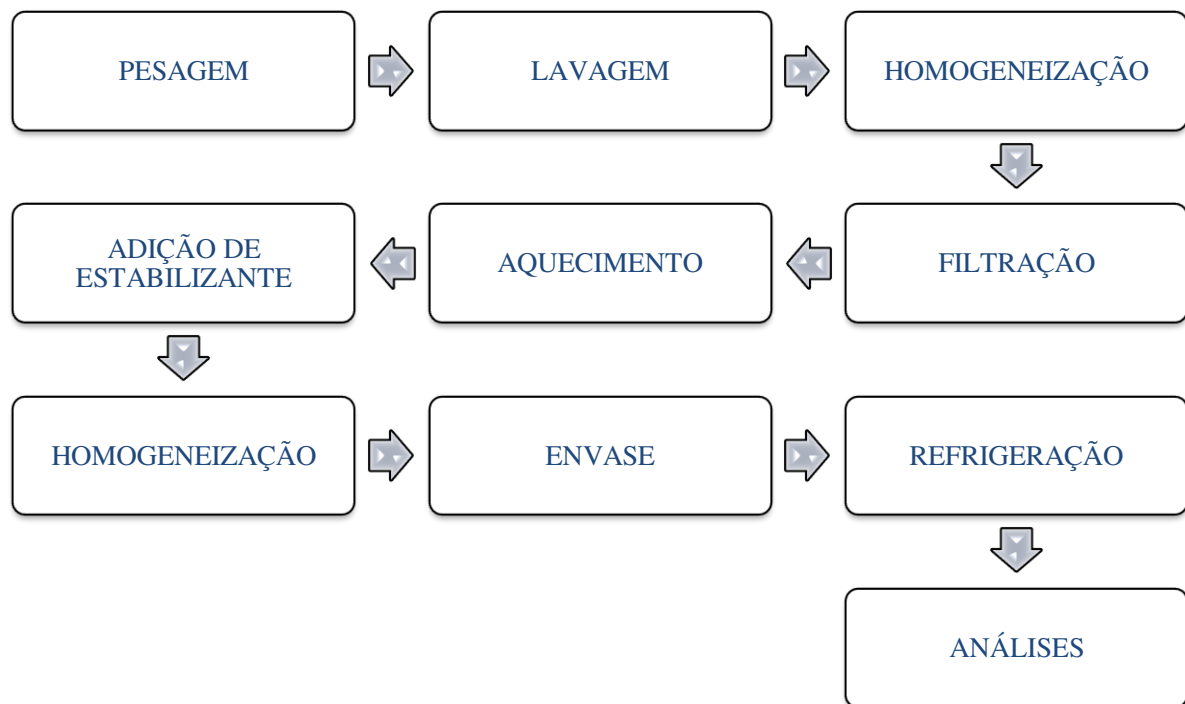 PESAGEM
LAVAGEM
HOMOGENEIZAÇÃO
FILTRAÇÃO
AQUECIMENTO
ADIÇÃO DE
ESTABILIZANTE
HOMOGENEIZAÇÃO
ENVASE
REFRIGERAÇÃO
ANÁLISES